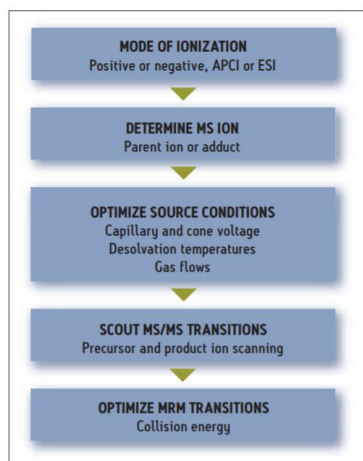 MODE OF IONIZATION
Positive or negative, APCI or ESI
DETERMINE MS ION
Parent ion or adduct
OPTIMIZE SOURCE CONDITIONS
Capillary and cone voltage
Desolvation temperatures
Gas flows
SCOUT MS/MS TRANSITIONS
Precursor and product ion scanning
OPTIMIZE MRM TRANSITIONS
Collision energy